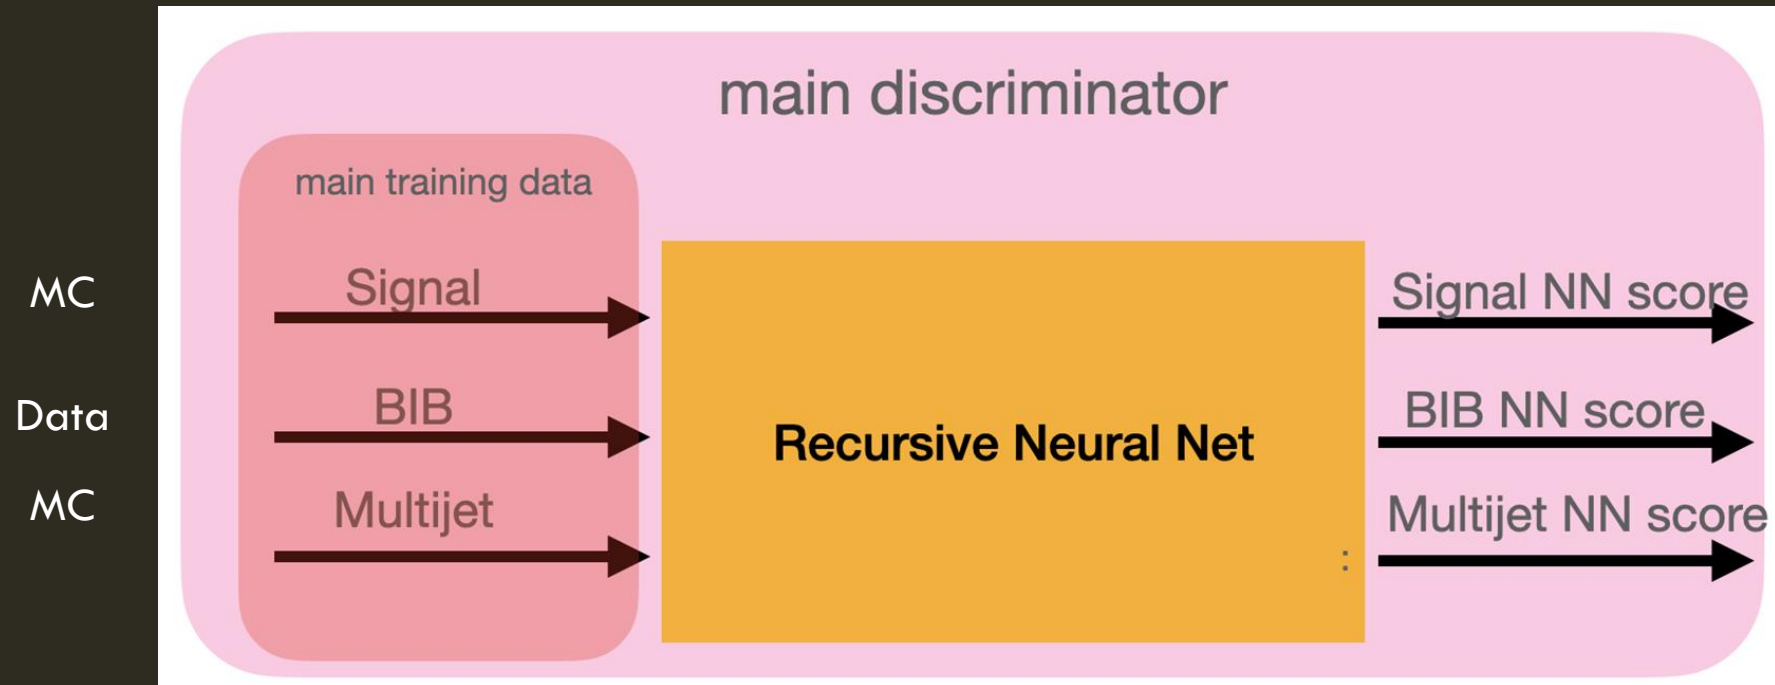 main discriminator
main training data
MC
Signal
Signal NN score
Data
BIB
BIB NN score
Recursive Neural Net
MC
Multijet
Multijet NN score
: